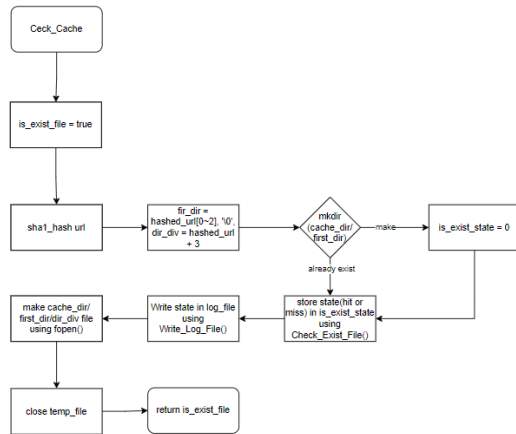 Ceck_Cache
is_exist_file = true
sha1_hash url
fir_dir =
hashed_url[0~2], '\0',
dir_div = hashed_url
+ 3
mkdir
(cache_dir/
first_dir)
make
is_exist_state = 0
already exist
store state(hit or
miss) in is_exist_state
using
Check_Exist_File()
Write state in log_file
using
Write_Log_File()
make cache_dir/
first_dir/dir_div file
using fopen()
close temp_file
return is_exist_file